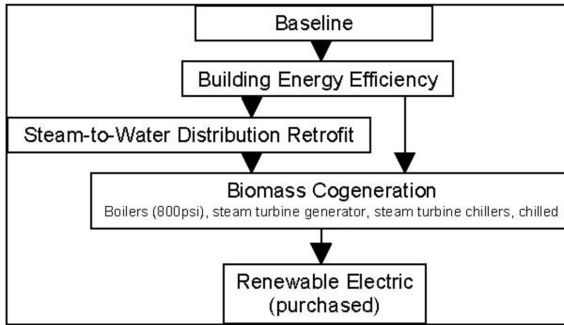 Baseline
Building Energy Efficiency
Steam-to-Water Distribution Retrofit
Biomass Cogeneration
Boilers (800psi), steam turbine generator, steam turbine chillers, chilled
Renewable Electric
(purchased)